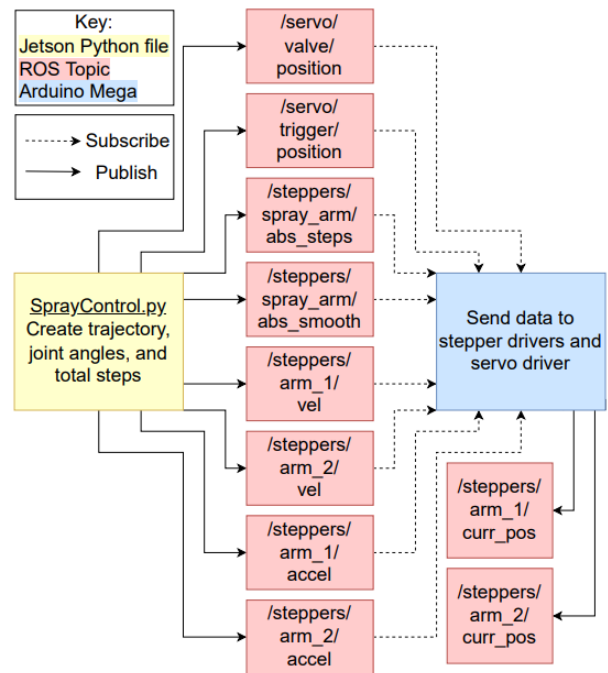 Key:
Jetson Python file
ROS Topic
Arduino Mega
Subscribe
Publish
/servo/
valve/
position
/servo/
trigger/
position
/steppers/
spray_arm/
abs_steps
/steppers/
spray_arm/
abs_smooth
SprayControl.py
Create trajectory,
joint angles, and
total steps
Send data to
stepper drivers and
servo driver
/steppers/
arm_1/
vel
/steppers/
arm_2/
vel
/steppers/
arm_1/
accel
/steppers/
arm_2/
accel
/steppers/
arm_1/
curr_pos
/steppers/
arm_2/
curr_pos